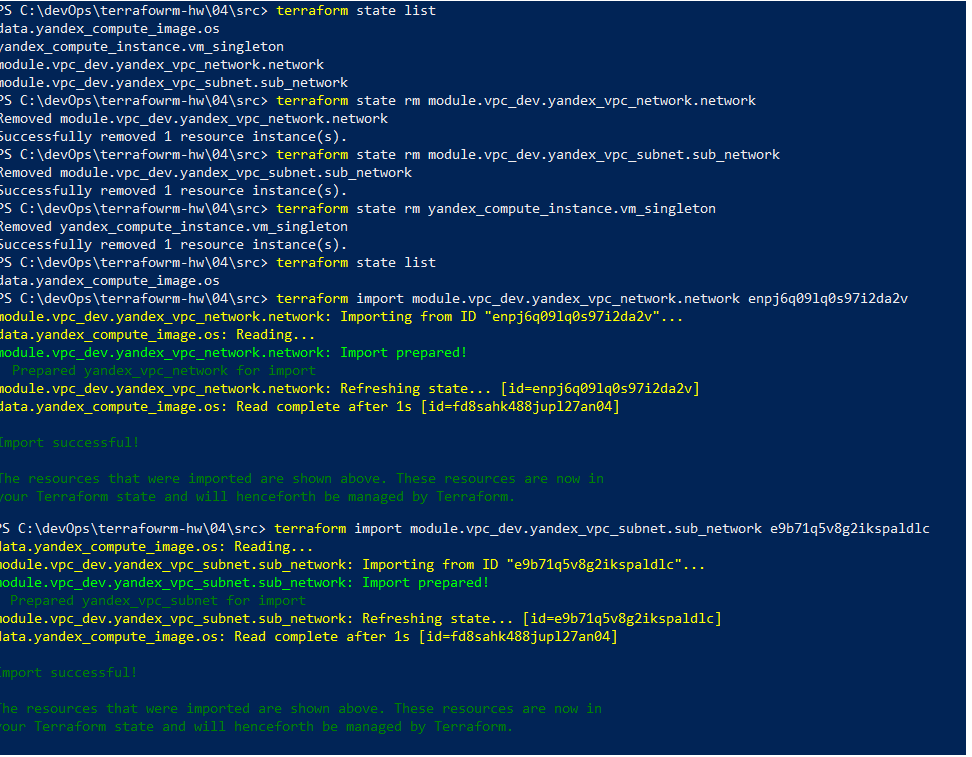 PS C:\devOps\terrafowrm-hw\04\src> terraform state list
data.yandex_compute_image.os
yandex_compute_instance.vm_singleton
module.vpc_dev.yandex_vpc_network.network
module.vpc_dev.yandex_vpc_subnet.sub_network
PS C:\devOps\terrafowrm-hw\04\src> terraform state rm module.vpc_dev.yandex_vpc_network.network
Removed module.vpc_dev.yandex_vpc_network.network
Successfully removed 1 resource instance(s).
PS C:\devOps\terrafowrm-hw\04\src> terraform state rm module.vpc_dev.yandex_vpc_subnet.sub_network
Removed module.vpc_dev.yandex_vpc_subnet.sub_network
Successfully removed 1 resource instance(s).
PS C:\devOps\terrafowrm-hw\04\src> terraform state rm yandex_compute_instance.vm_singleton
Removed yandex_compute_instance.vm_singleton
Successfully removed 1 resource instance(s).
PS C:\devOps\terrafowrm-hw\04\src> terraform state list
data.yandex_compute_image.os
PS C:\devOps\terrafowrm-hw\04\src> terraform import module.vpc_dev.yandex_vpc_network.network enpj6q09lq0s97i2da2v
module.vpc_dev.yandex_vpc_network.network: Importing from ID "enpj6q09lq0s97i2da2v"...
data.yandex_compute_image.os: Reading...
module.vpc_dev.yandex_vpc_network.network: Import prepared!
Prepared yandex_vpc_network for import
module.vpc_dev.yandex_vpc_network.network: Refreshing state... [id=enpj6q09lq0s97i2da2v]
data.yandex_compute_image.os: Read complete after 1s [id=fd8sahk488jupl27an04]
Import successful!
The resources that were imported are shown above. These resources are now in
your Terraform state and will henceforth be managed by Terraform.
PS C:\devOps\terrafowrm-hw\04\src> terraform import module.vpc_dev.yandex_vpc_subnet.sub_network e9b71q5v8g2ikspaldlc
data.yandex_compute_image.os: Reading...
module.vpc_dev.yandex_vpc_subnet.sub_network: Importing from ID "e9b71q5v8g2ikspaldlc"...
module.vpc_dev.yandex_vpc_subnet.sub_network: Import prepared!
Prepared yandex_vpc_subnet for import
module.vpc_dev.yandex_vpc_subnet.sub_network: Refreshing state... [id=e9b71q5v8g2ikspaldlc]
data.yandex_compute_image.os: Read complete after 1s [id=fd8sahk488jupl27an04]
Import successful!
The resources that were imported are shown above. These resources are now in
your Terraform state and will henceforth be managed by Terraform.